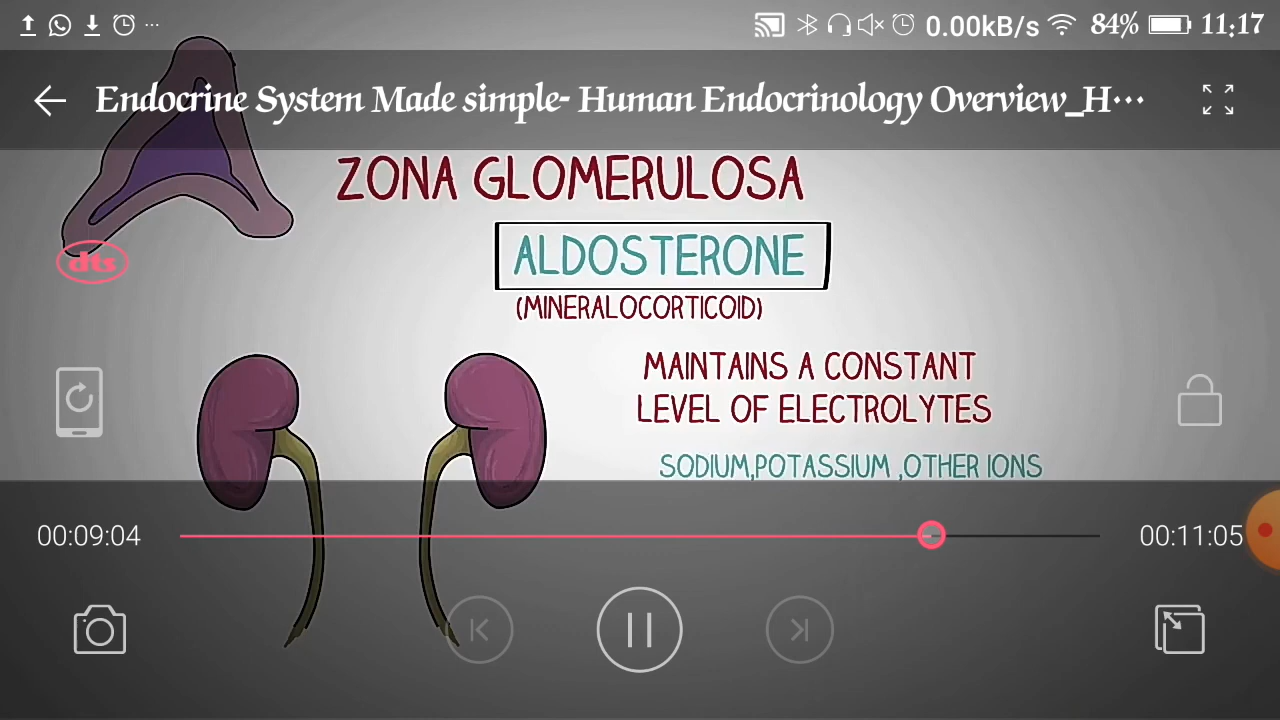 0.00kB/s 84% 11:17
Endocrine System Made simple- Human Endocrinology Overview_H···
ZONA GLOMERULOSA
ALDOSTERONE
dts
(MINERALOCORTICOID)
MAINTAINS A CONSTANT
LEVEL OF ELECTROLYTES
SODIUM,POTASSIUM ,OTHER IONS
00:09:04 00:11:05